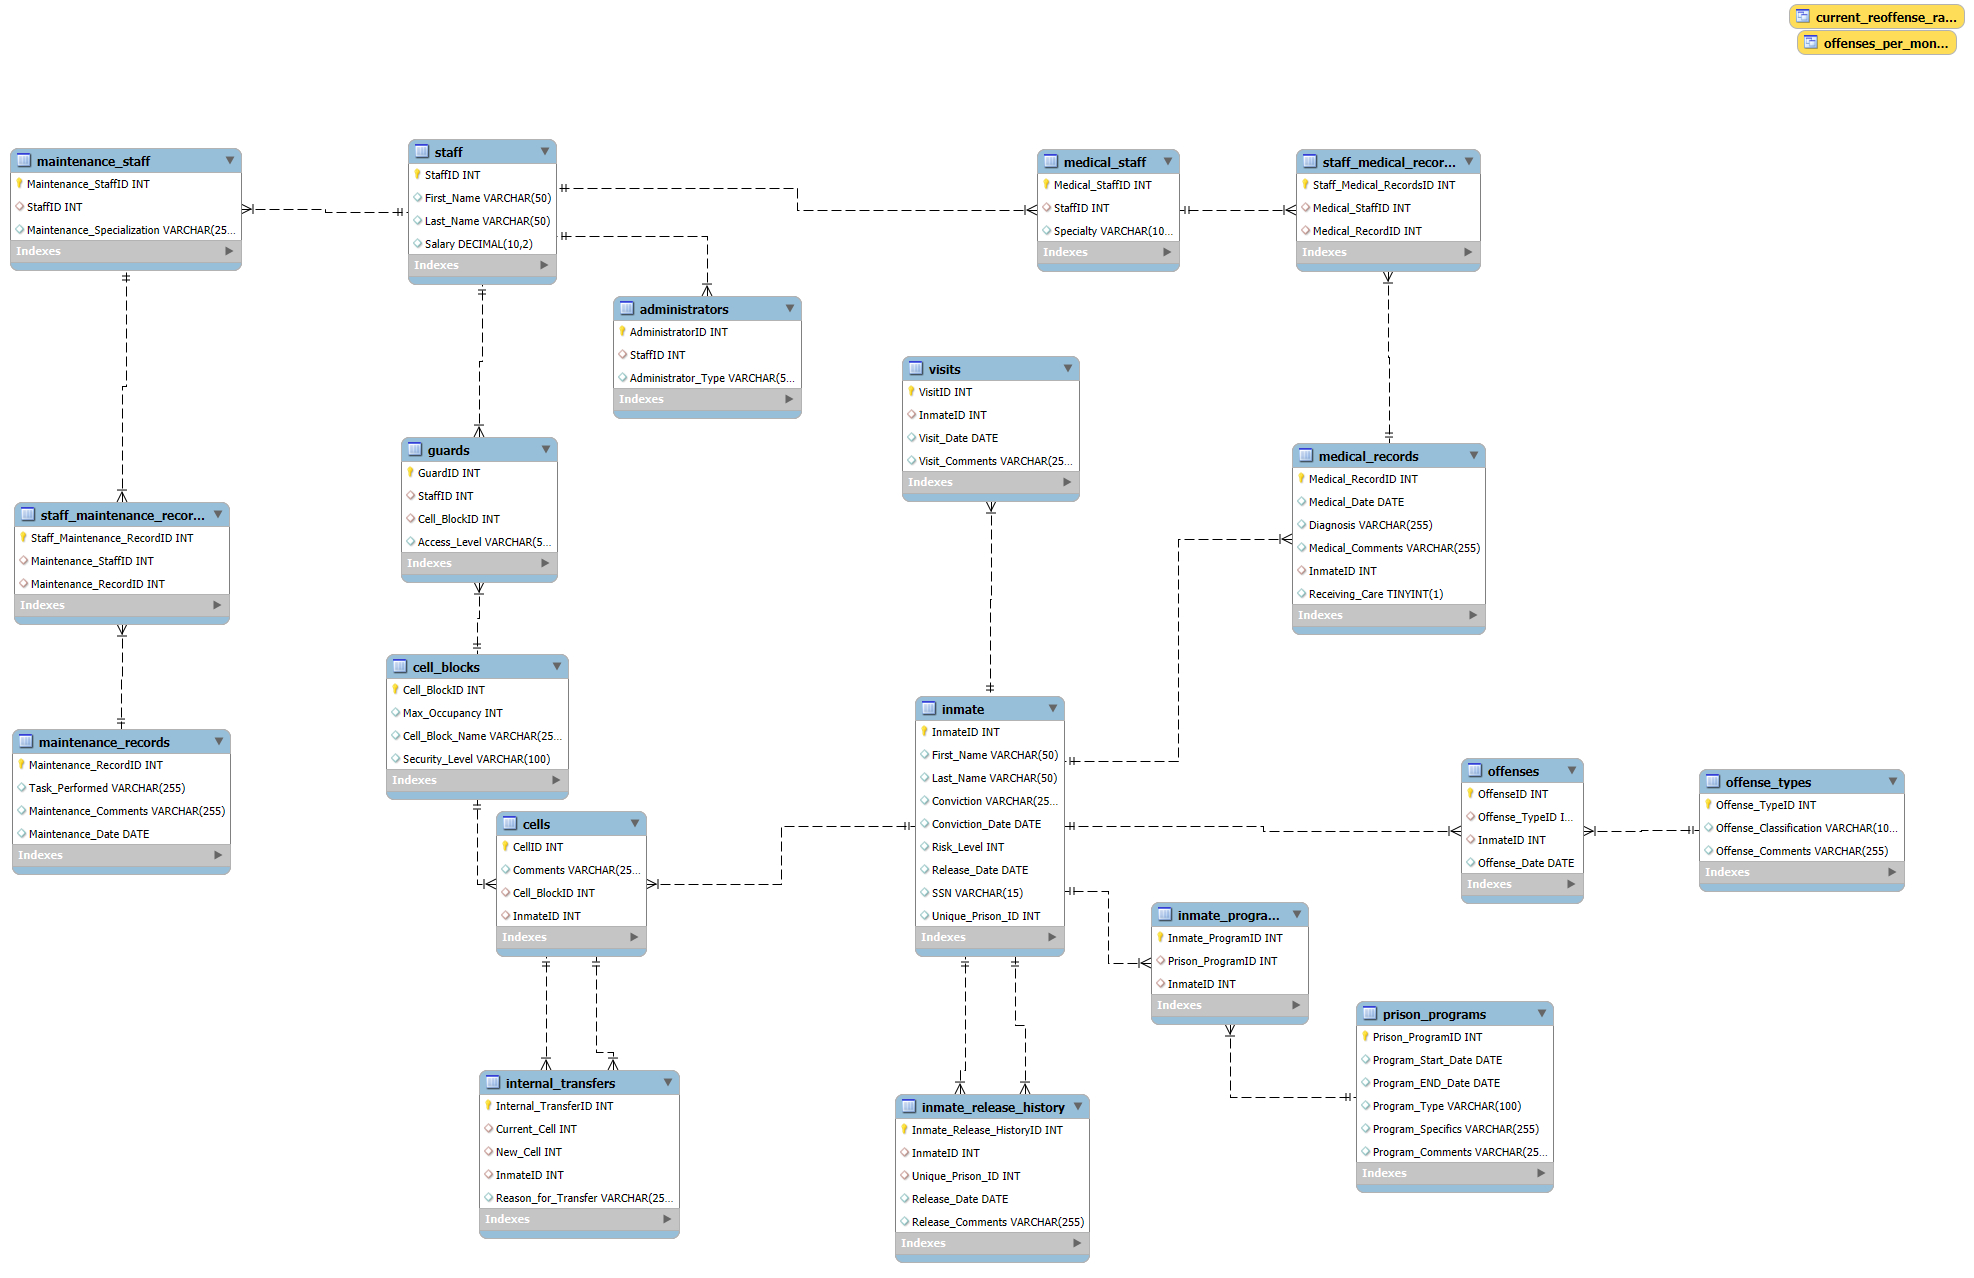 current_reoffense_ra...
offenses_per_mon...
maintenance_staff
Maintenance_StaffID INT
StaffID INT
Maintenance_Specialization VARCHAR(25...
Indexes
staff
StaffID INT
First_Name VARCHAR(50)
Last_Name VARCHAR(50)
Salary DECIMAL(10,2)
Indexes
medical_staff
Medical_StaffID INT
StaffID INT
Specialty VARCHAR(10...
Indexes
staff_medical_recor...
Staff_Medical_RecordsID INT
Medical_StaffID INT
Medical_RecordID INT
Indexes
administrators
AdministratorID INT
StaffID INT
Administrator_Type VARCHAR(5...
Indexes
visits
VisitID INT
InmateID INT
Visit_Date DATE
Visit_Comments VARCHAR(25...
Indexes
guards
GuardID INT
StaffID INT
Cell_BlockID INT
Access_Level VARCHAR(5...
Indexes
medical_records
Medical_RecordID INT
Medical_Date DATE
Diagnosis VARCHAR(255)
Medical_Comments VARCHAR(255)
InmateID INT
Receiving_Care TINYINT(1)
Indexes
staff_maintenance_recor...
Staff_Maintenance_RecordID INT
Maintenance_StaffID INT
Maintenance_RecordID INT
Indexes
cell_blocks
Cell_BlockID INT
Max_Occupancy INT
Cell_Block_Name VARCHAR(25...
Security_Level VARCHAR(100)
Indexes
inmate
InmateID INT
First_Name VARCHAR(50)
Last_Name VARCHAR(50)
Conviction VARCHAR(25...
Conviction_Date DATE
Risk_Level INT
Release_Date DATE
SSN VARCHAR(15)
Unique_Prison_ID INT
Indexes
maintenance_records
Maintenance_RecordID INT
Task_Performed VARCHAR(255)
Maintenance_Comments VARCHAR(255)
Maintenance_Date DATE
Indexes
cells
CellID INT
Comments VARCHAR(25...
Cell_BlockID INT
InmateID INT
Indexes
offenses
OffenseID INT
Offense_TypeID I...
InmateID INT
Offense_Date DATE
Indexes
offense_types
Offense_TypeID INT
Offense_Classification VARCHAR(10...
Offense_Comments VARCHAR(255)
Indexes
inmate_progra...
Inmate_ProgramID INT
Prison_ProgramID INT
InmateID INT
Indexes
prison_programs
Prison_ProgramID INT
Program_Start_Date DATE
Program_END_Date DATE
Program_Type VARCHAR(100)
Program_Specifics VARCHAR(255)
Program_Comments VARCHAR(25...
Indexes
internal_transfers
Internal_TransferID INT
Current_Cell INT
New_Cell INT
InmateID INT
Reason_for_Transfer VARCHAR(25...
Indexes
inmate_release_history
Inmate_Release_HistoryID INT
InmateID INT
Unique_Prison_ID INT
Release_Date DATE
Release_Comments VARCHAR(255)
Indexes